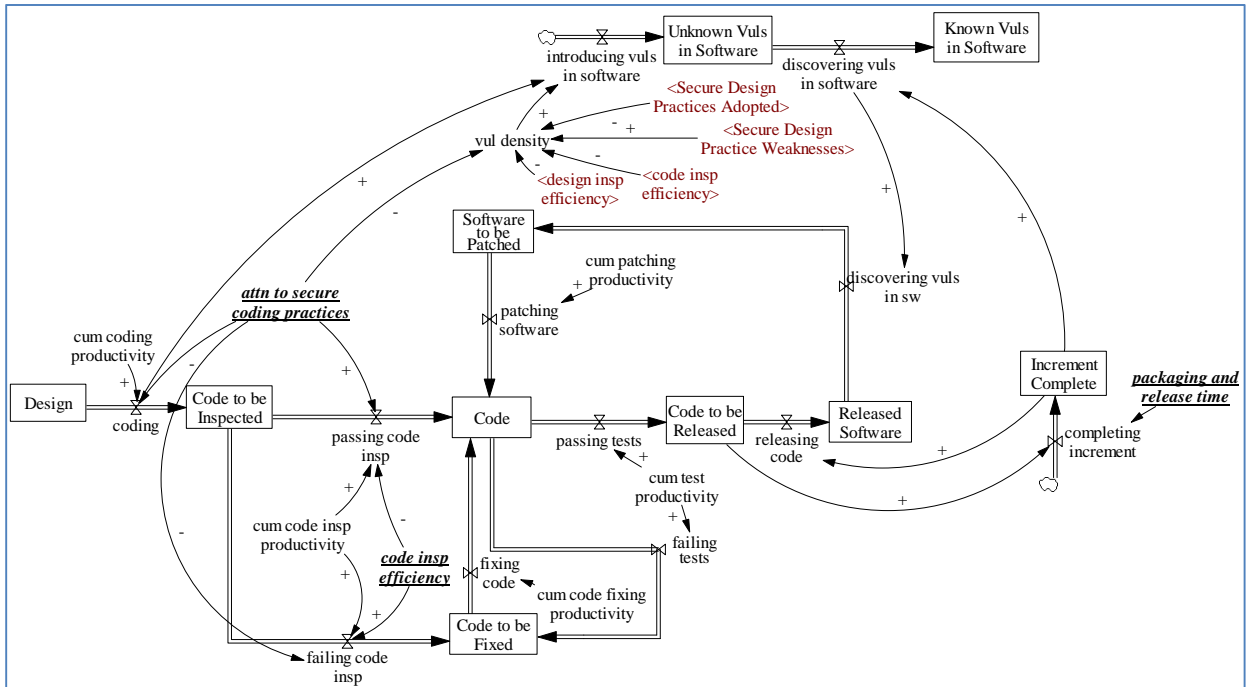 Unknown Vuls
in Software
Known Vuls
in Software
introducing vuls
in software
discovering vuls
in software
<Secure Design
Practices Adopted>
+
-
+
vul density
<Secure Design
Practice Weaknesses>
-
-
<design insp
efficiency>
<code insp
efficiency>
+
-
+
+
Software
to be
Patched
cum patching
productivity
+
patching
software
discovering vuls
in sw
attn to secure
coding practices
cum coding
productivity
+
-
-
+
Design
coding
Code to be
Inspected
passing code
insp
Code
passing tests
Code to be
Released
releasing
code
Released
Software
Increment
Complete
packaging and
release time
completing
increment
+
+
+
cum test
productivity
+
failing
tests
+
-
cum code insp
productivity
+
+
-
code insp
efficiency
fixing
code
cum code fixing
productivity
Code to be
Fixed
failing code
insp